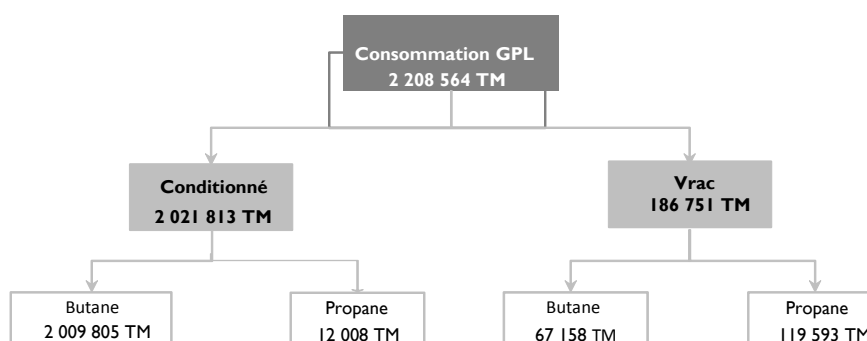 Consommation GPL
2 208 564 TM
Conditionné
2 021 813 TM
Vrac
186 751 TM
Butane
2 009 805 TM
Propane
12 008 TM
Butane
67 158 TM
Propane
119 593 TM